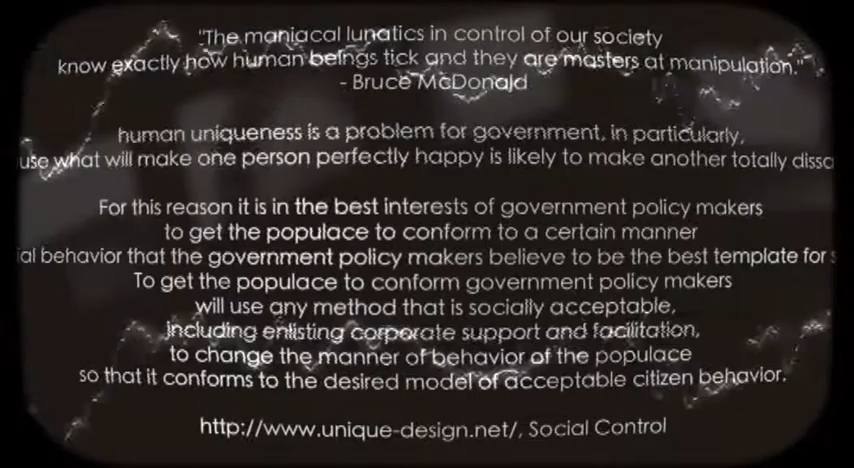 "The maniacal lunatics in control of our society
know exactly how human beings tick and they are masters at manipulation."
- Bruce McDonald
human uniqueness is a problem for government, in particularly,
what will make one person perfectly happy is likely to make another totally
For this reason it is in the best interests of government policy makers
to get the populace to conform to a certain manner
behavior that the government policy makers believe to be the best template for
To get the populace to conform government policy makers
will use any method that is socially acceptable,
including enlisting corporate support and facilitation,
to change the manner of behavior of the populace
so that it conforms to the desired model of acceptable citizen behavior.
http://www.unique-design.net/, Social Control